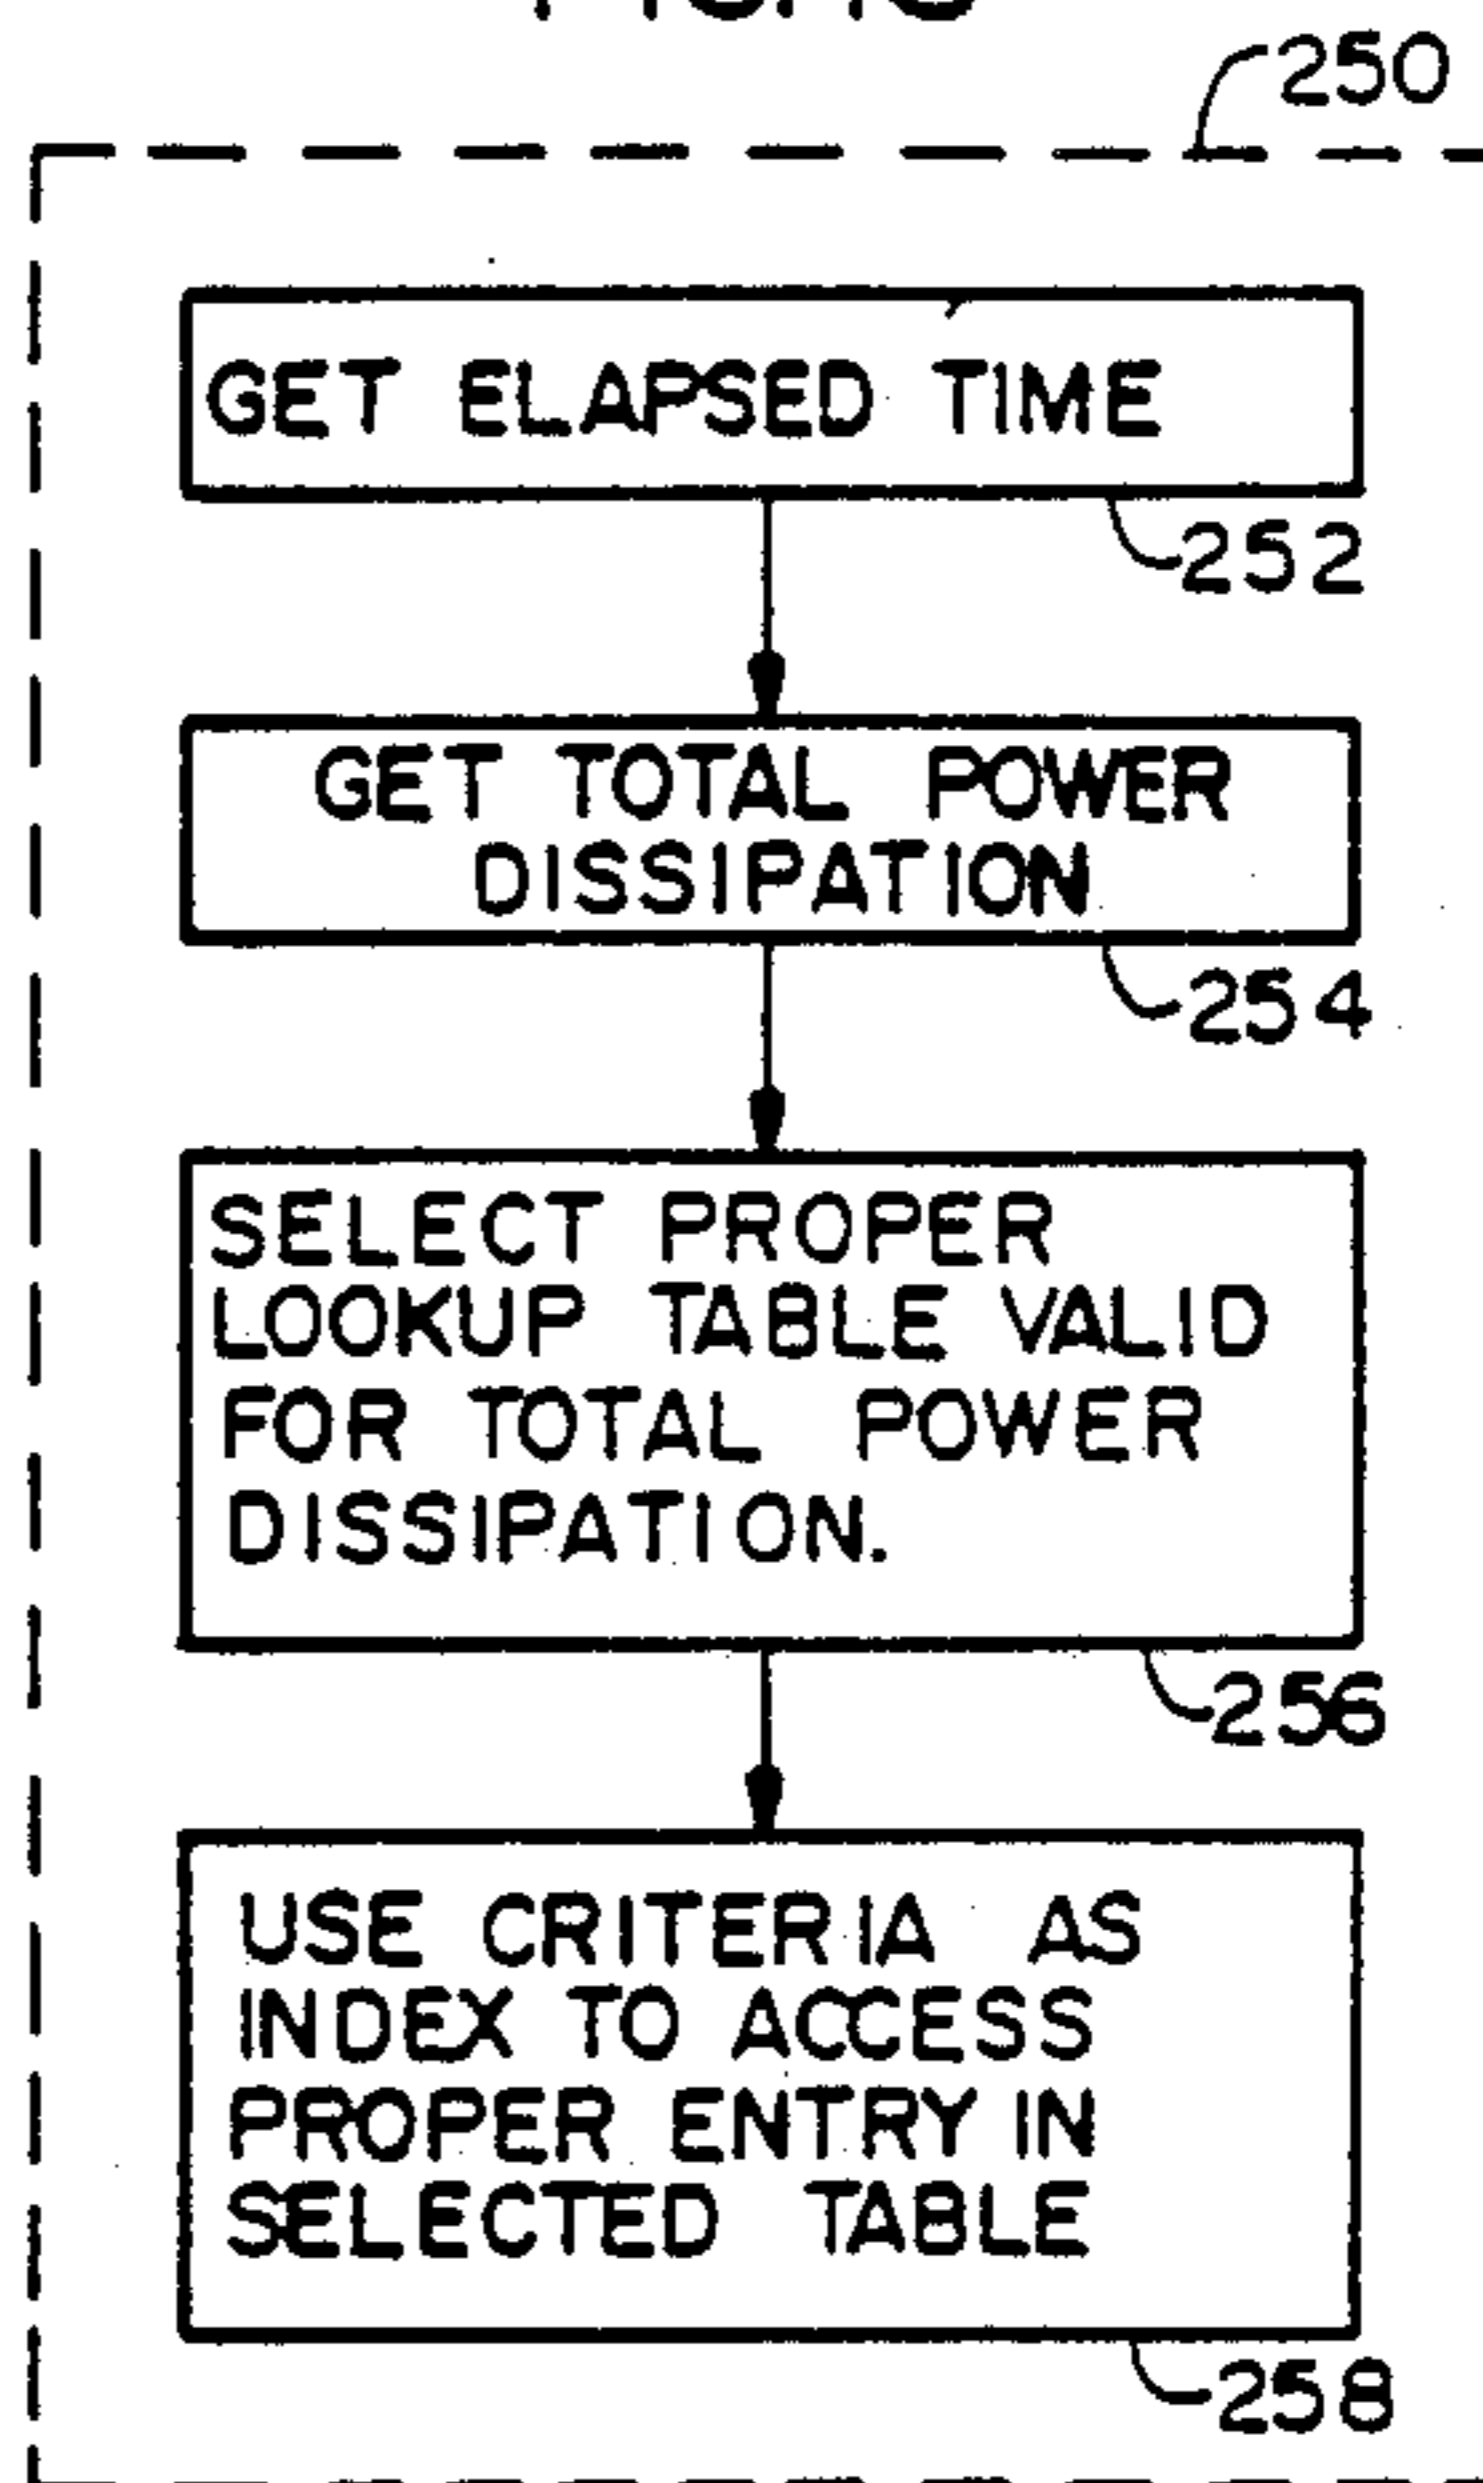 250
GET ELAPSED TIME
252
GET TOTAL POWER
DISSIPATION
254
SELECT PROPER
LOOKUP TABLE VALID
FOR TOTAL POWER
DISSIPATION.
256
USE CRITERIA AS
INDEX TO ACCESS
PROPER ENTRY IN
SELECTED TABLE
258